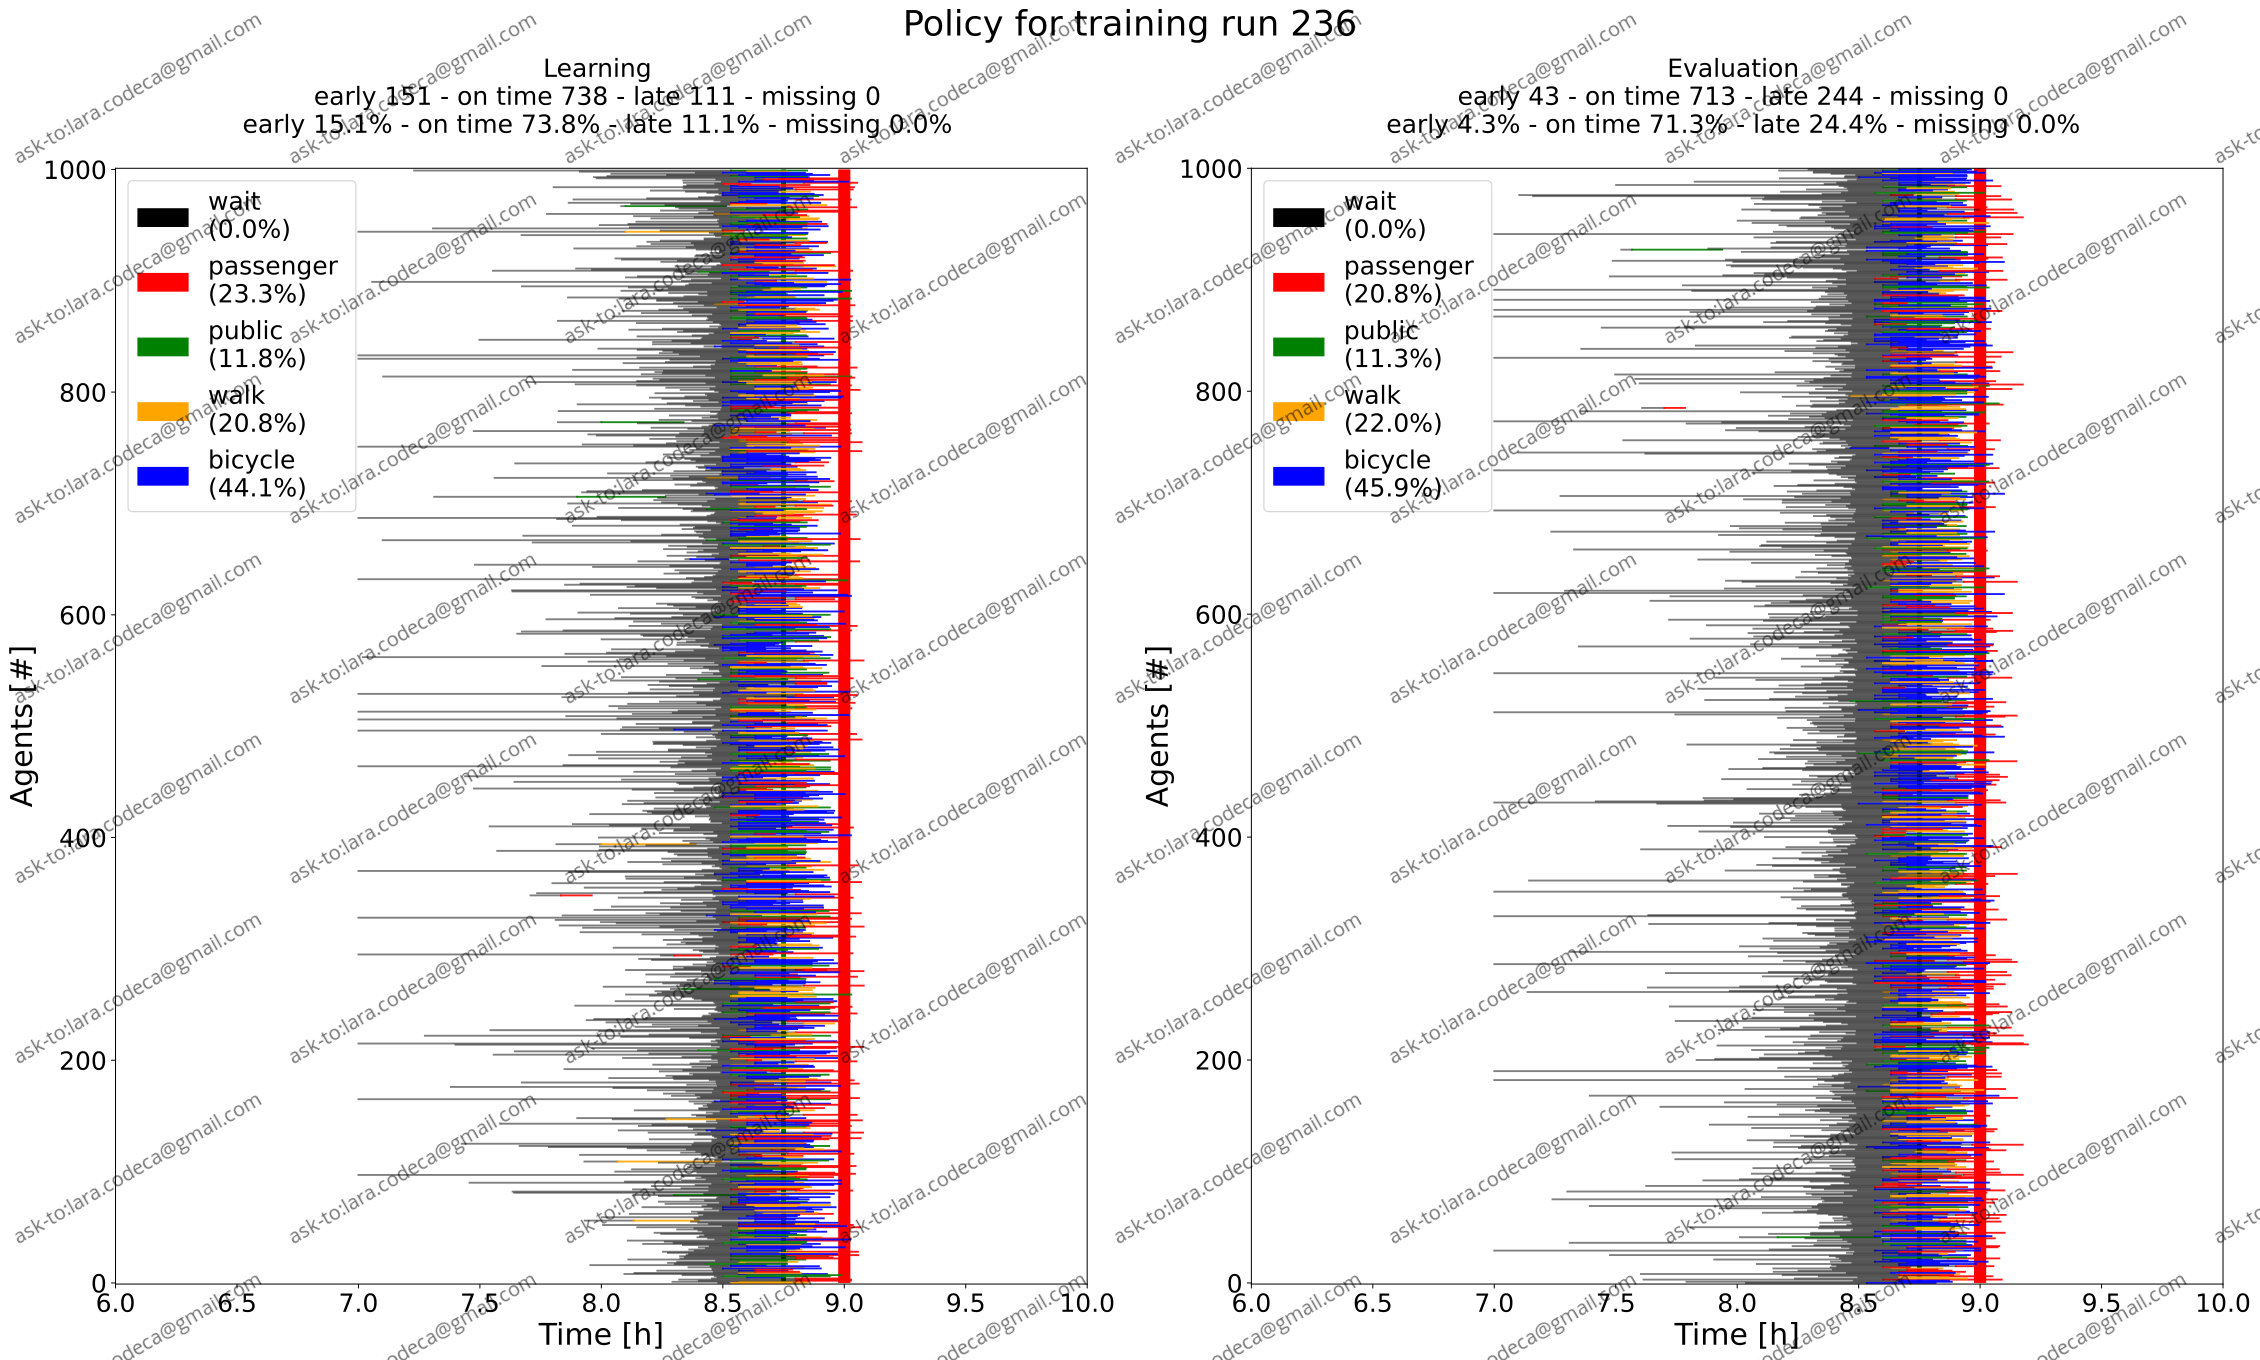 Policy for training run 236
Learning
early 151 - on time 738 - late 111 - missing 0
early 15.1% - on time 73.8% - late 11.1% - missing 0.0%
1000
800
600
400
200
0
Agents [#]
wait
(0.0%)
passenger
(23.3%)
public
(11.8%)
walk
(20.8%)
bicycle
(44.1%)
6.0 6.5 7.0 7.5 8.0 8.5 9.0 9.5 10.0
Time [h]
Evaluation
early 43 - on time 713 - late 244 - missing 0
early 4.3% - on time 71.3% - late 24.4% - missing 0.0%
1000
800
600
400
200
0
Agents [#]
wait
(0.0%)
passenger
(20.8%)
public
(11.3%)
walk
(22.0%)
bicycle
(45.9%)
6.0 6.5 7.0 7.5 8.0 8.5 9.0 9.5 10.0
Time [h]
ask-to:lara.codeca@gmail.com